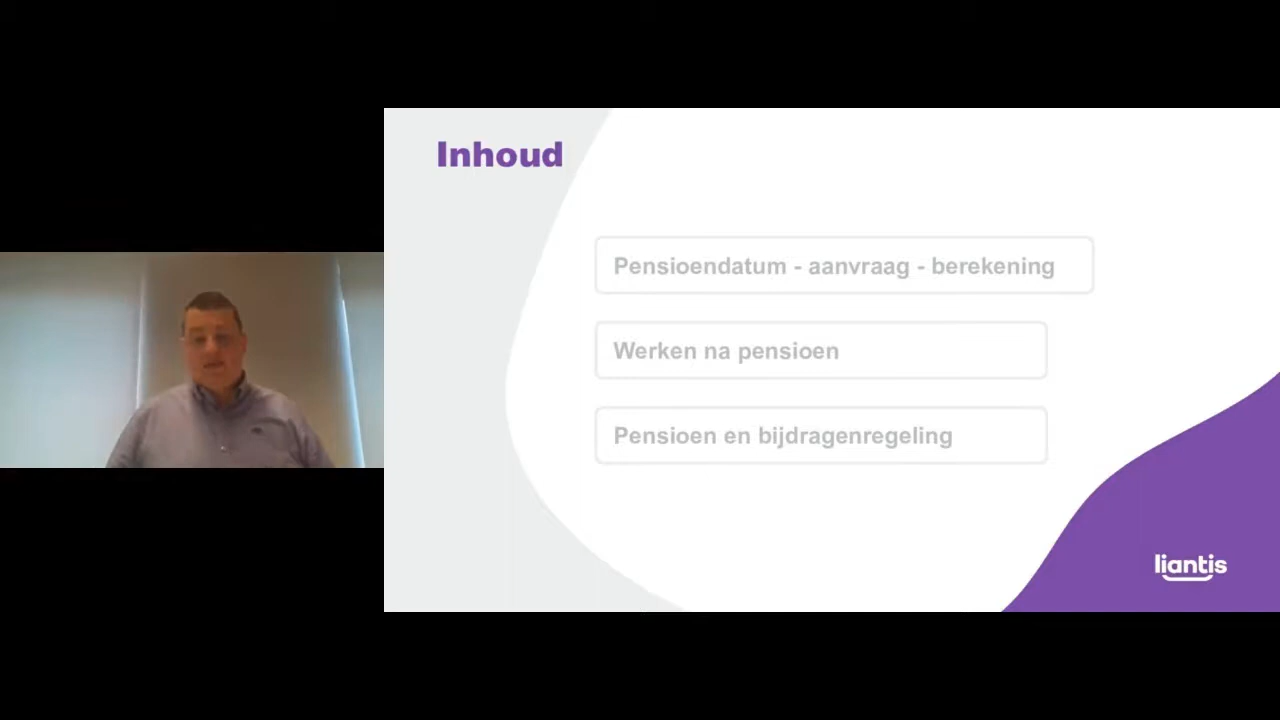 Inhoud
Pensioendatum - aanvraag - berekening
Werken na pensioen
Pensioen en bijdragenregeling
liantis